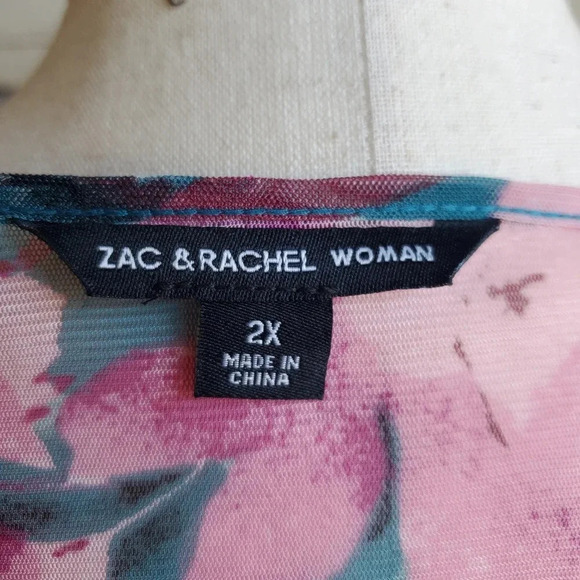 ZAC & RACHEL WOMAN
2X
MADE IN
CHINA